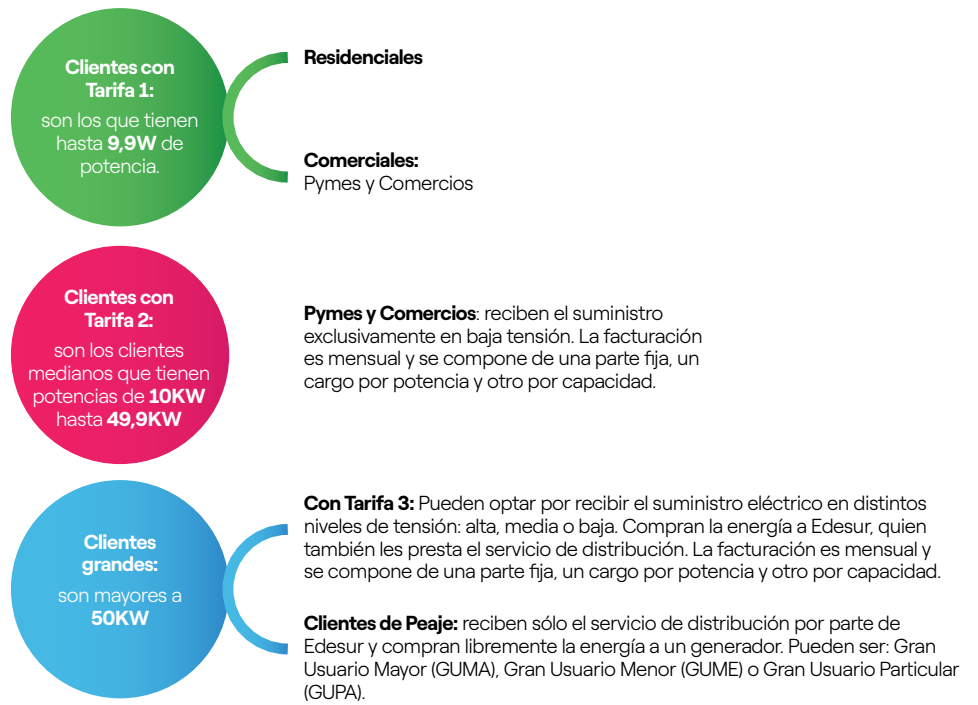 Clientes con
Tarifa 1:
son los que tienen
hasta 9,9W de
potencia.
Residenciales
Comerciales:
Pymes y Comercios
Clientes con
Tarifa 2:
son los clientes
medianos que tienen
potencias de 10KW
hasta 49,9KW
Pymes y Comercios: reciben el suministro
exclusivamente en baja tensión. La facturación
es mensual y se compone de una parte fija, un
cargo por potencia y otro por capacidad.
Clientes
grandes:
son mayores a
50KW
Con Tarifa 3: Pueden optar por recibir el suministro eléctrico en distintos
niveles de tensión: alta, media o baja. Compran la energía a Edesur, quien
también les presta el servicio de distribución. La facturación es mensual y
se compone de una parte fija, un cargo por potencia y otro por capacidad.
Clientes de Peaje: reciben sólo el servicio de distribución por parte de
Edesur y compran libremente la energía a un generador. Pueden ser: Gran
Usuario Mayor (GUMA), Gran Usuario Menor (GUME) o Gran Usuario Particular
(GUPA).